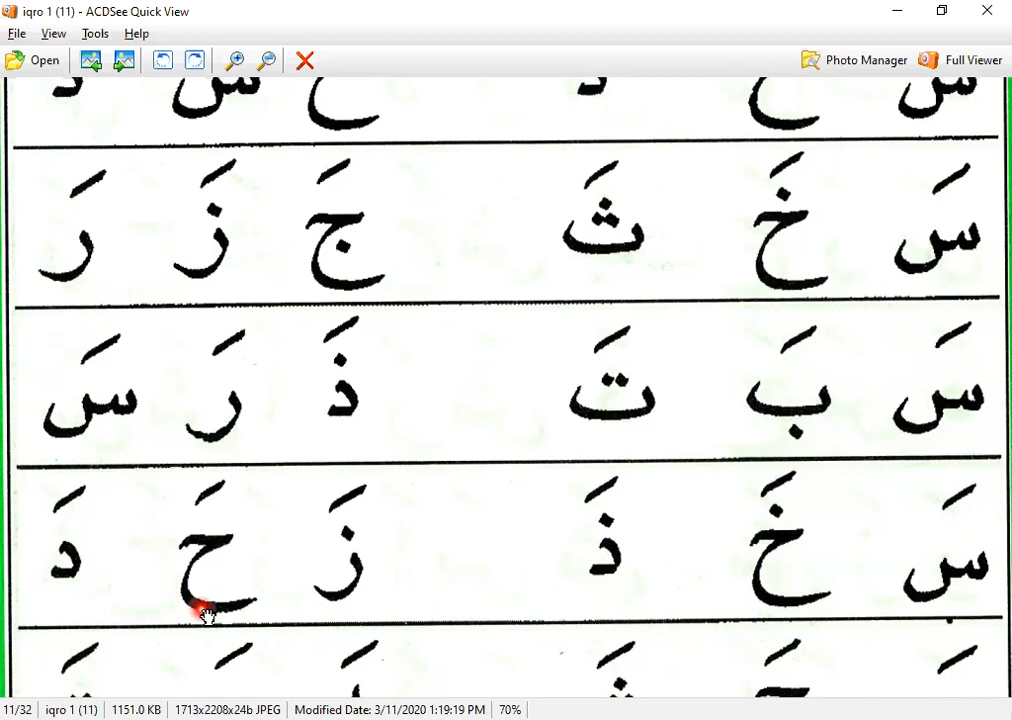 iqro 1 (11) - ACDSee Quick View
File View Tools Help
Open Photo Manager Full Viewer
سَ خَ ثَ جَ زَ رَ
سَ بَ تَ ذَ رَ سَ
سَ خَ ذَ زَ حَ دَ
11/32 iqro 1 (11) 1151.0 KB 1713x2208x24b JPEG Modified Date: 3/11/2020 1:19:19 PM 70%